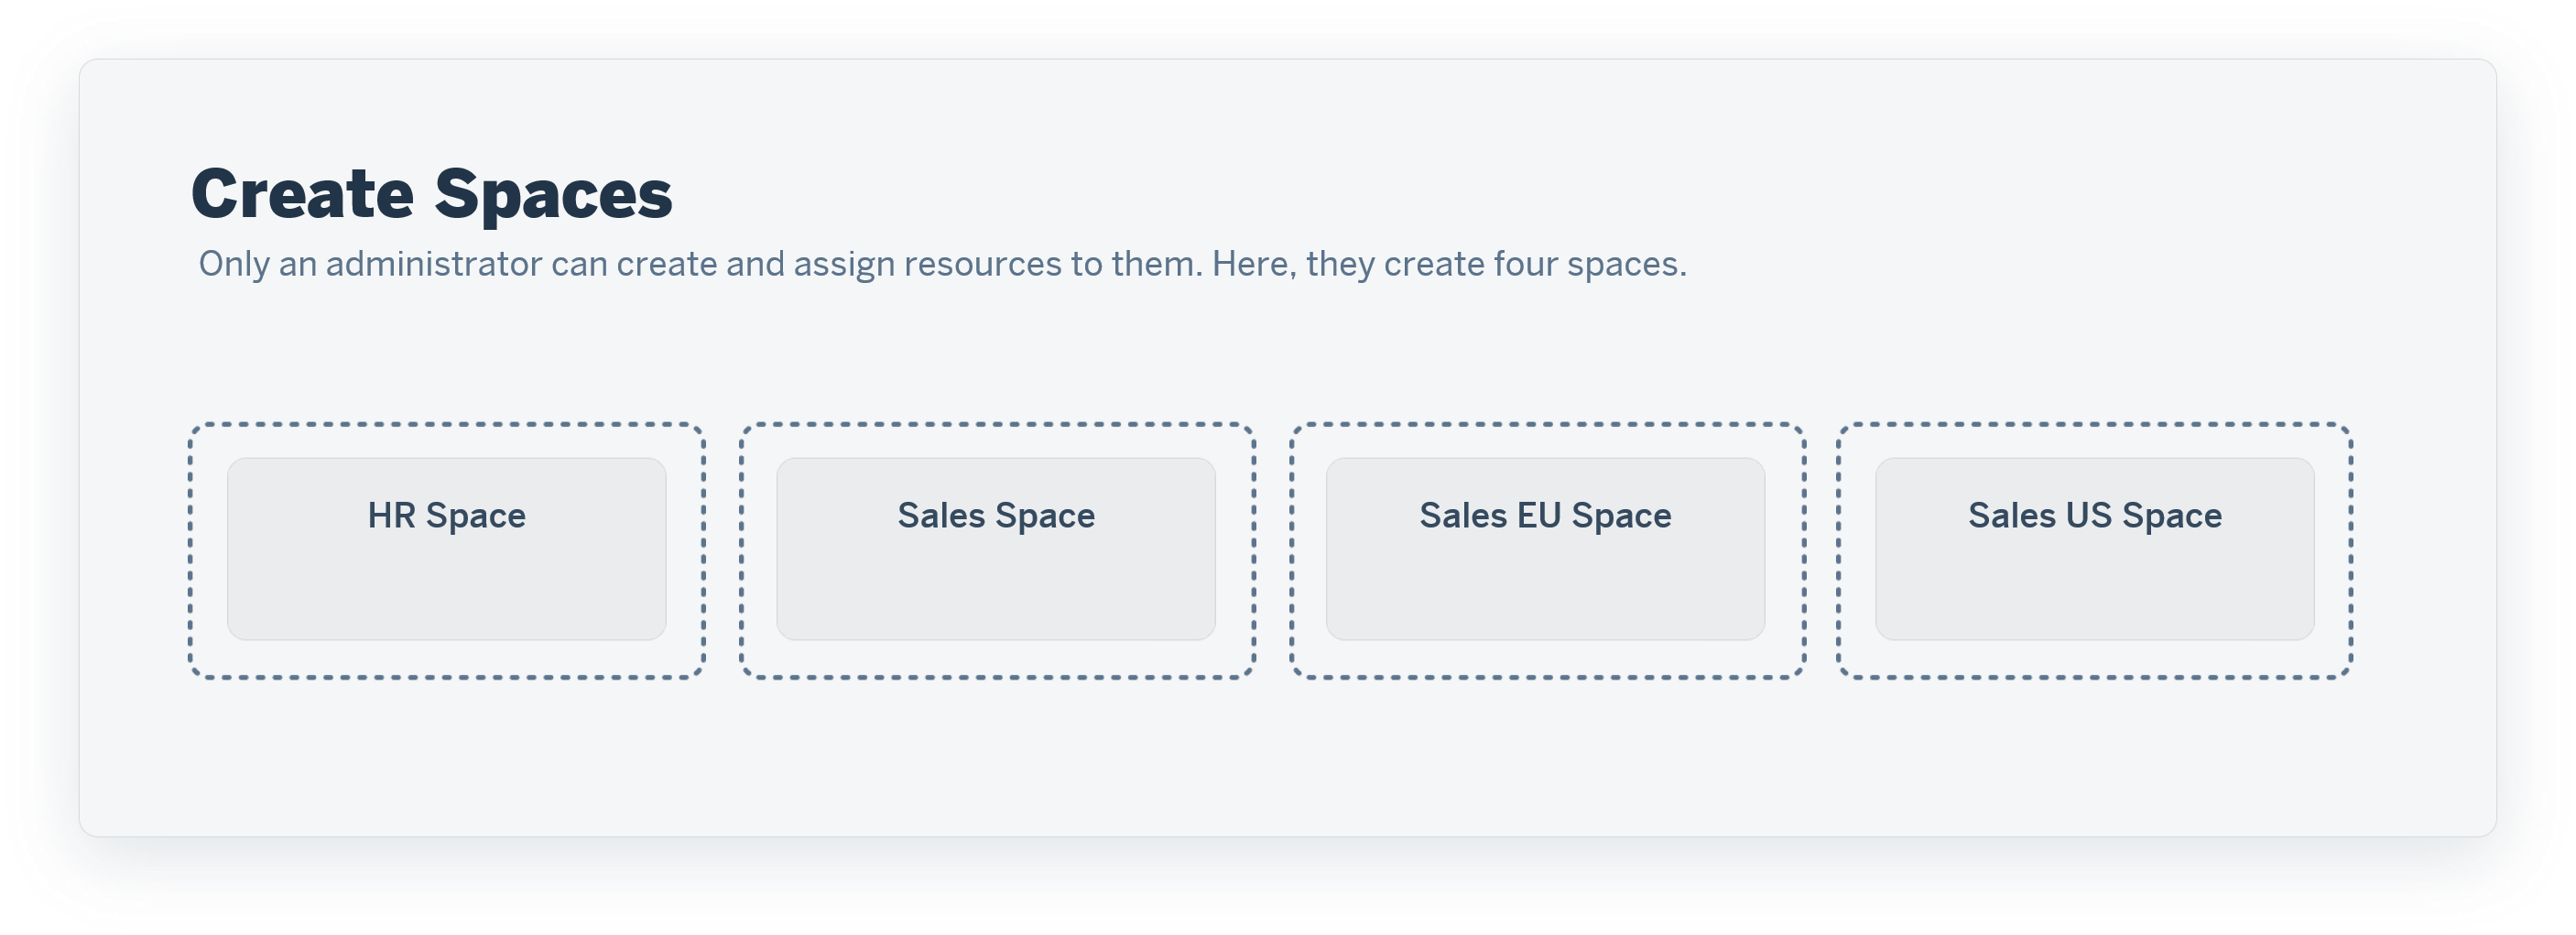 Create Spaces
Only an administrator can create and assign resources to them. Here, they create four spaces.
HR Space
Sales Space
Sales EU Space
Sales US Space